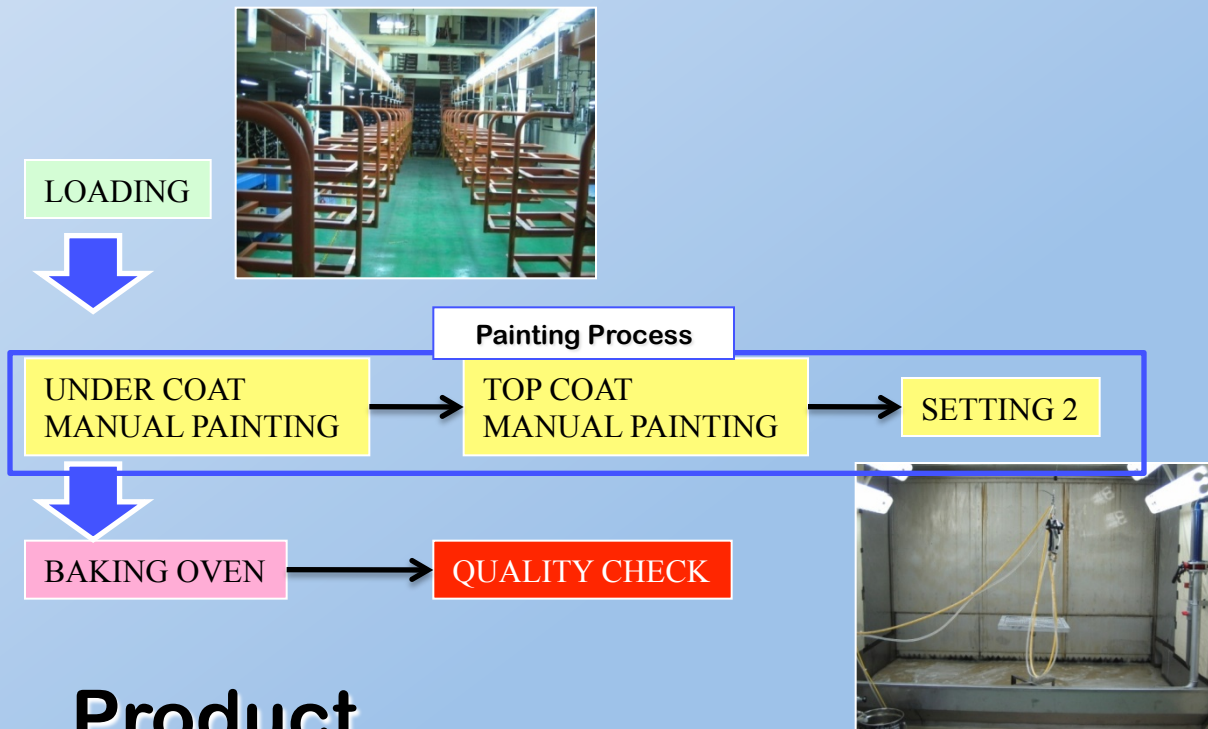 LOADING
Painting Process
UNDER COAT
MANUAL PAINTING
TOP COAT
MANUAL PAINTING
SETTING 2
BAKING OVEN
QUALITY CHECK
Product